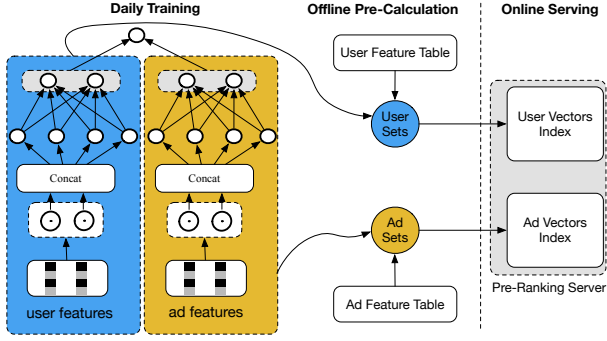 Daily Training
Offline Pre-Calculation
Online Serving
User Feature Table
User
Sets
User Vectors
Index
Concat
Concat
Ad
Sets
Ad Vectors
Index
user features
ad features
Ad Feature Table
Pre-Ranking Server